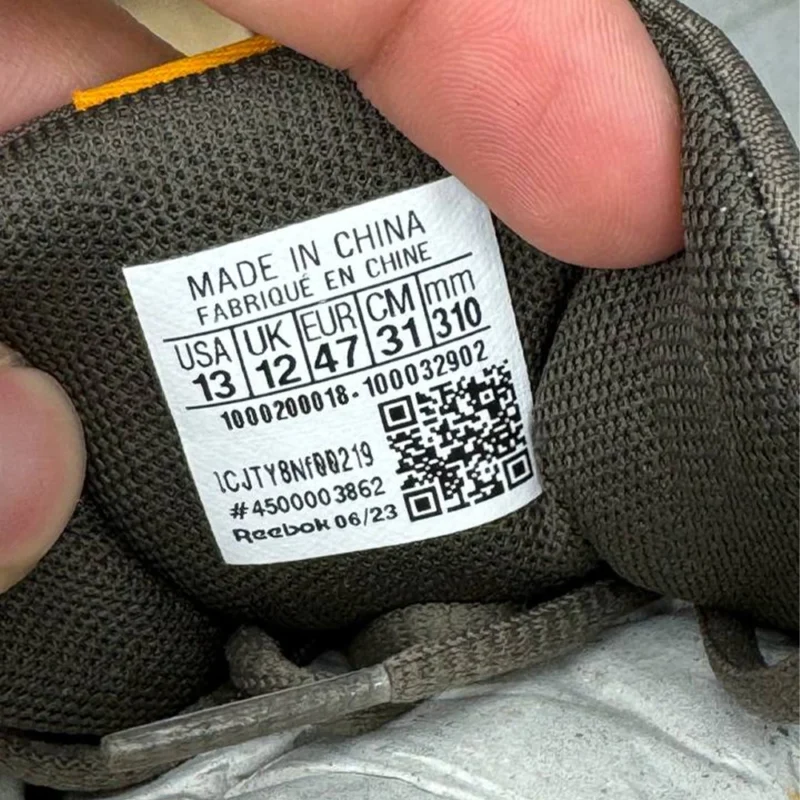 MADE IN CHINA
FABRIQUÉ EN CHINE
USA UK EUR CM mm
13 12 47 31 310
1000200018-100032902
#4500003862
Reebok 06/23